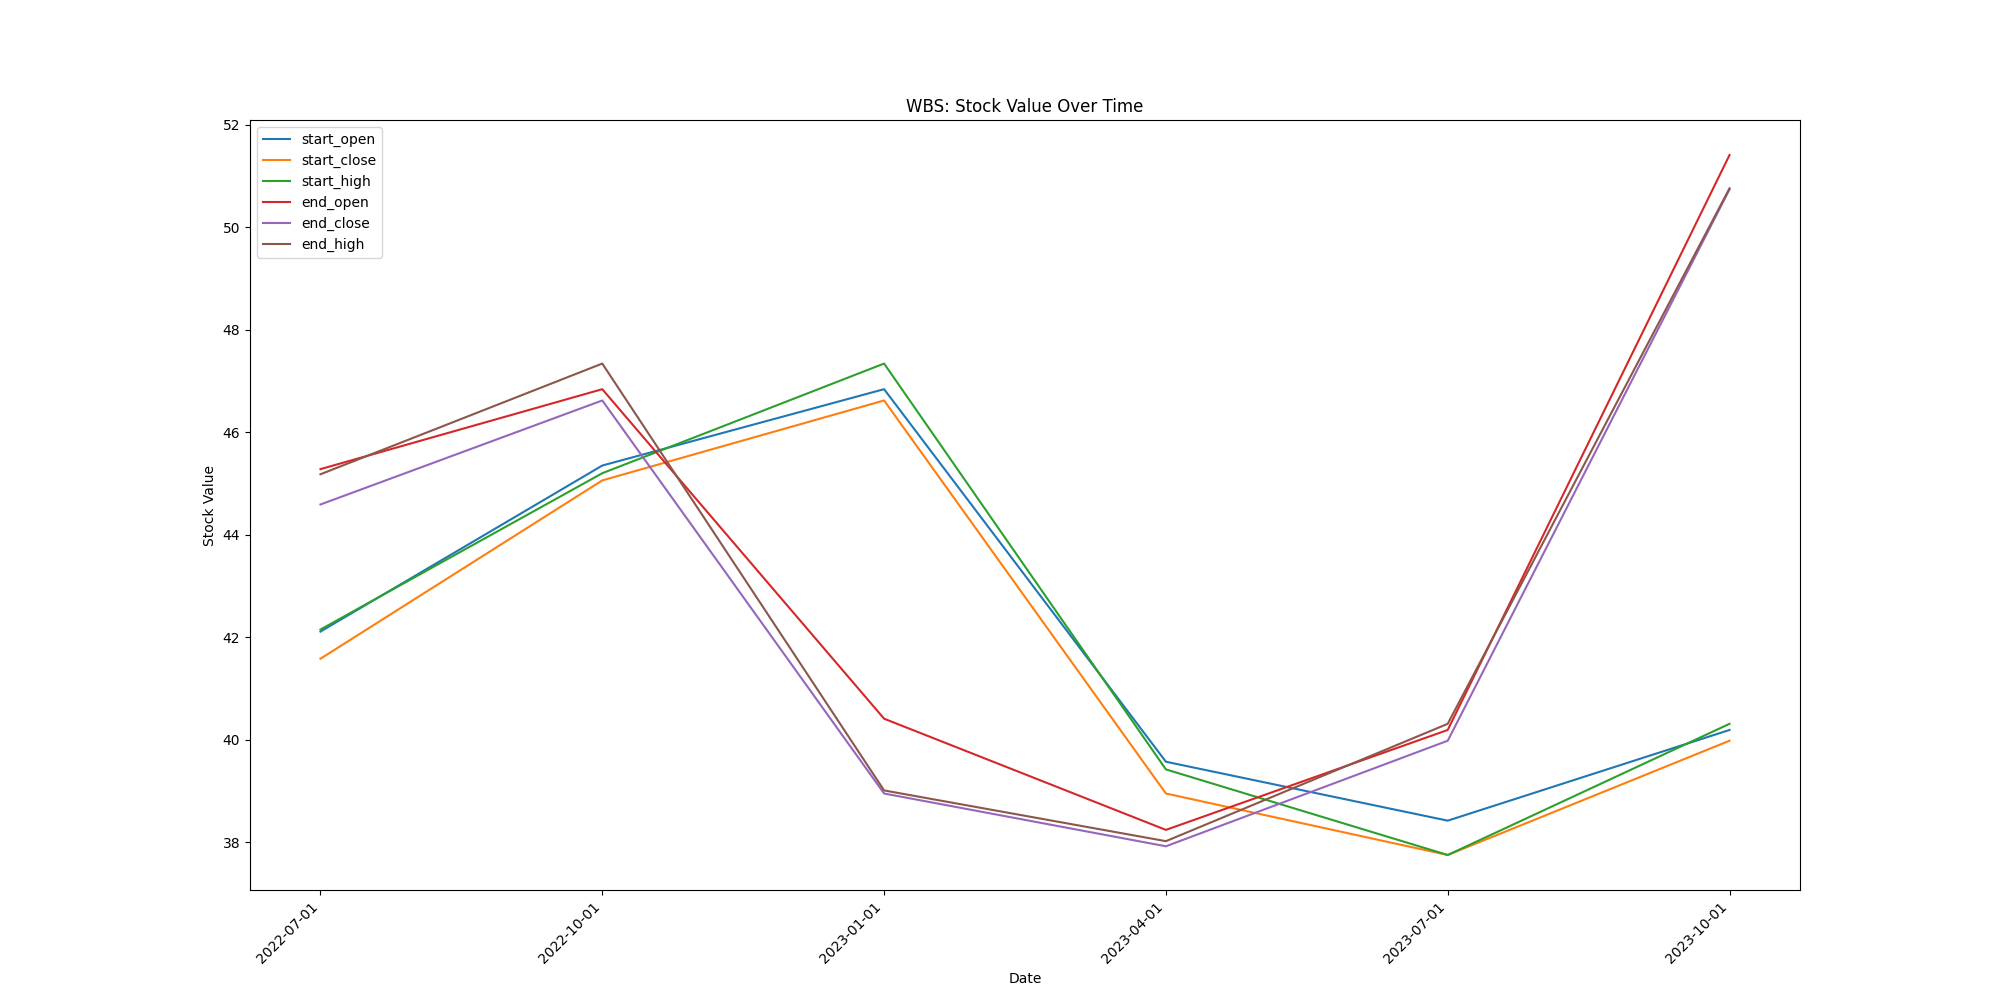 WBS: Stock Value Over Time
start_open
start_close
start_high
end_open
end_close
end_high
52
50
48
46
44
42
40
38
Stock Value
2022-07-01
2022-10-01
2023-01-01
2023-04-01
2023-07-01
2023-10-01
Date